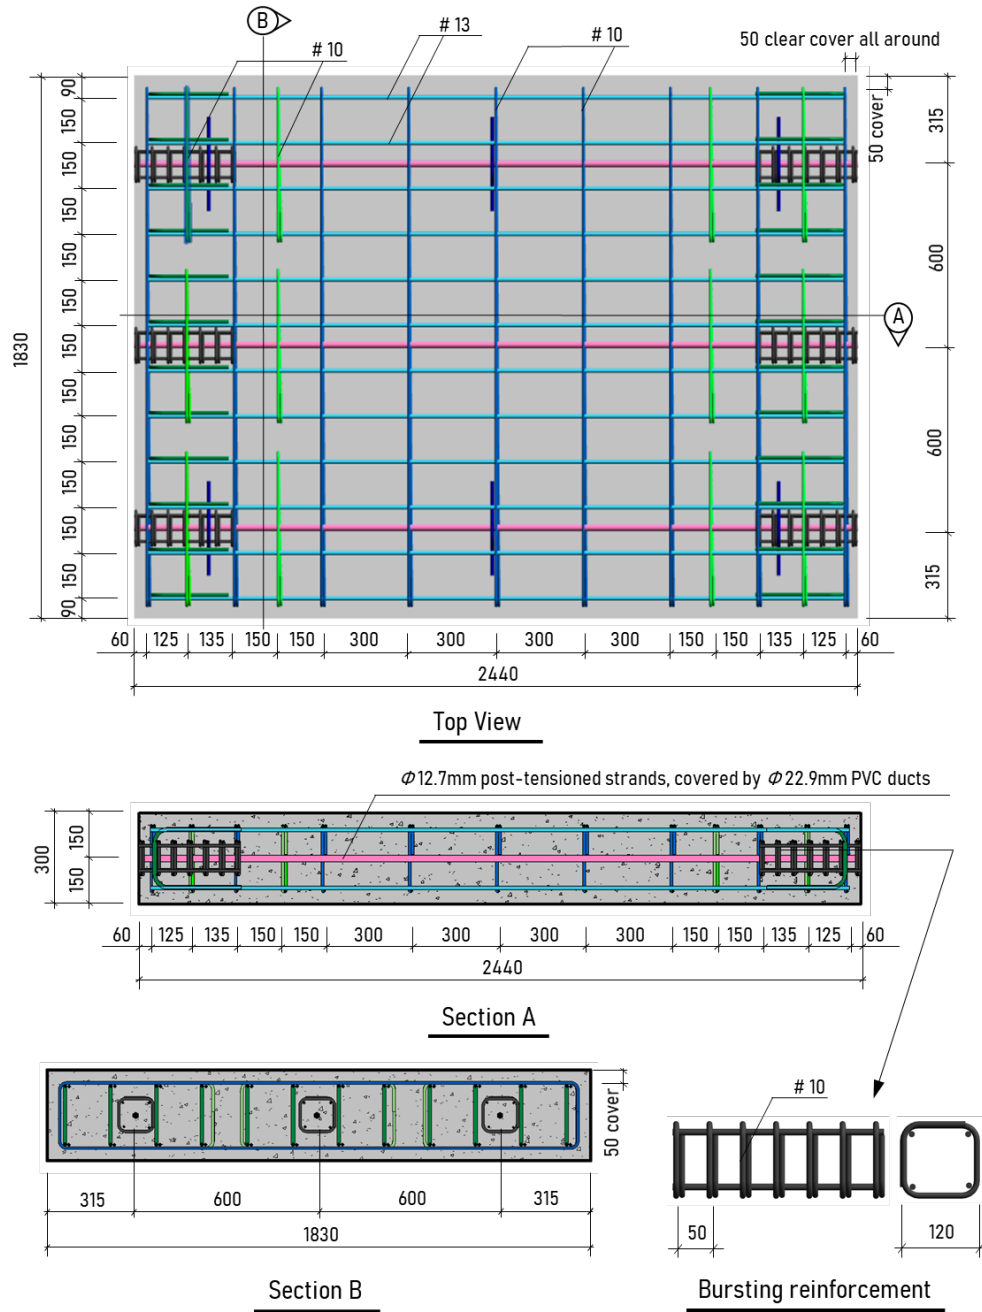 B
# 13
# 10
# 10
50 clear cover all around
90
150
150
150
150
150
150
150
150
150
150
150
90
1830
50 cover
315
600
600
315
A
60 125 135 150 150 300 300 300 300 150 150 135 125 60
2440
Top View
Φ12.7mm post-tensioned strands, covered by Φ22.9mm PVC ducts
300
150
150
60 125 135 150 150 300 300 300 300 150 150 135 125 60
2440
Section A
50 cover
315 600 600 315
1830
Section B
# 10
50
120
Bursting reinforcement